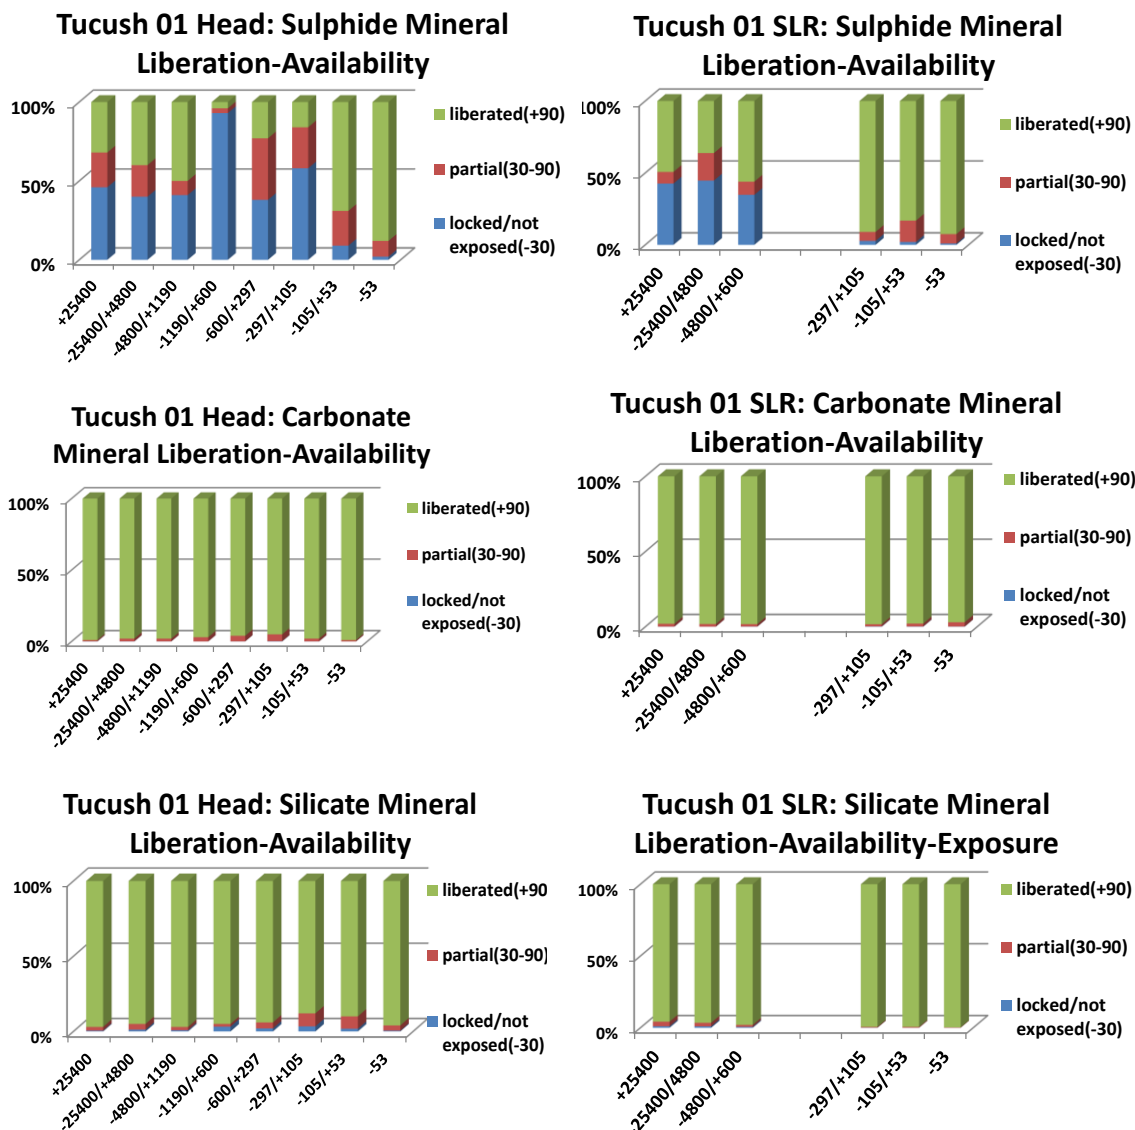 Tucush 01 Head: Sulphide Mineral
Liberation-Availability
100%
50%
0%
+25400
-25400/+4800
-4800/+1190
-1190/+600
-600/+297
-297/+105
-105/+53
-53
liberated(+90)
partial(30-90)
locked/not
exposed(-30)
Tucush 01 SLR: Sulphide Mineral
Liberation-Availability
100%
50%
0%
+25400
-25400/4800
-4800/+600
-297/+105
-105/+53
-53
liberated(+90)
partial(30-90)
locked/not
exposed(-30)
Tucush 01 Head: Carbonate
Mineral Liberation-Availability
100%
50%
0%
+25400
-25400/+4800
-4800/+1190
-1190/+600
-600/+297
-297/+105
-105/+53
-53
liberated(+90)
partial(30-90)
locked/not
exposed(-30)
Tucush 01 SLR: Carbonate Mineral
Liberation-Availability
100%
50%
0%
+25400
-25400/4800
-4800/+600
-297/+105
-105/+53
-53
liberated(+90)
partial(30-90)
locked/not
exposed(-30)
Tucush 01 Head: Silicate Mineral
Liberation-Availability
100%
50%
0%
+25400
-25400/+4800
-4800/+1190
-1190/+600
-600/+297
-297/+105
-105/+53
-53
liberated(+90
partial(30-90)
locked/not
exposed(-30)
Tucush 01 SLR: Silicate Mineral
Liberation-Availability-Exposure
100%
50%
0%
+25400
-25400/4800
-4800/+600
-297/+105
-105/+53
-53
liberated(+90)
partial(30-90)
locked/not
exposed(-30)